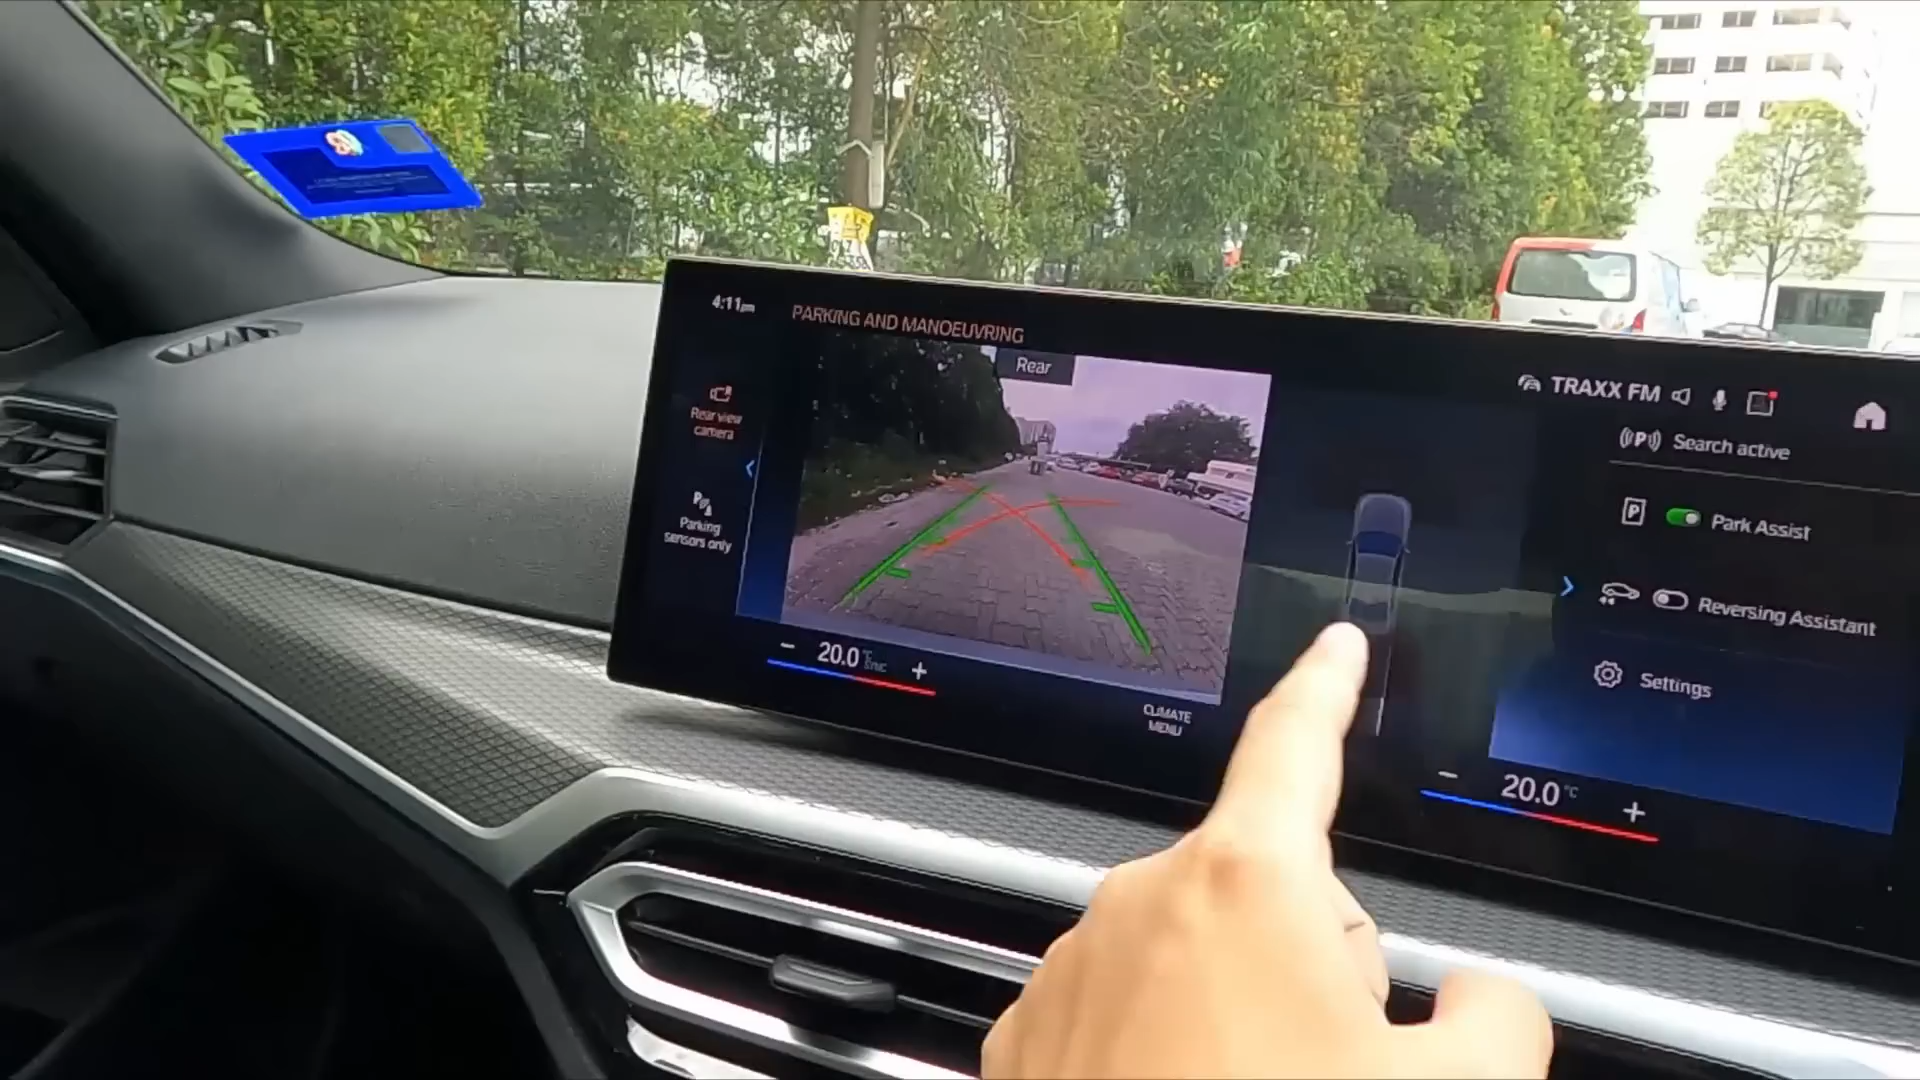 4:11pm
PARKING AND MANOEUVRING
Rear
TRAXX FM
Rear view
camera
P
Parking
sensors only
(P) Search active
P Park Assist
Reversing Assistant
Settings
- 20.0 °C +
SYNC
CLIMATE
MENU
- 20.0 °C +